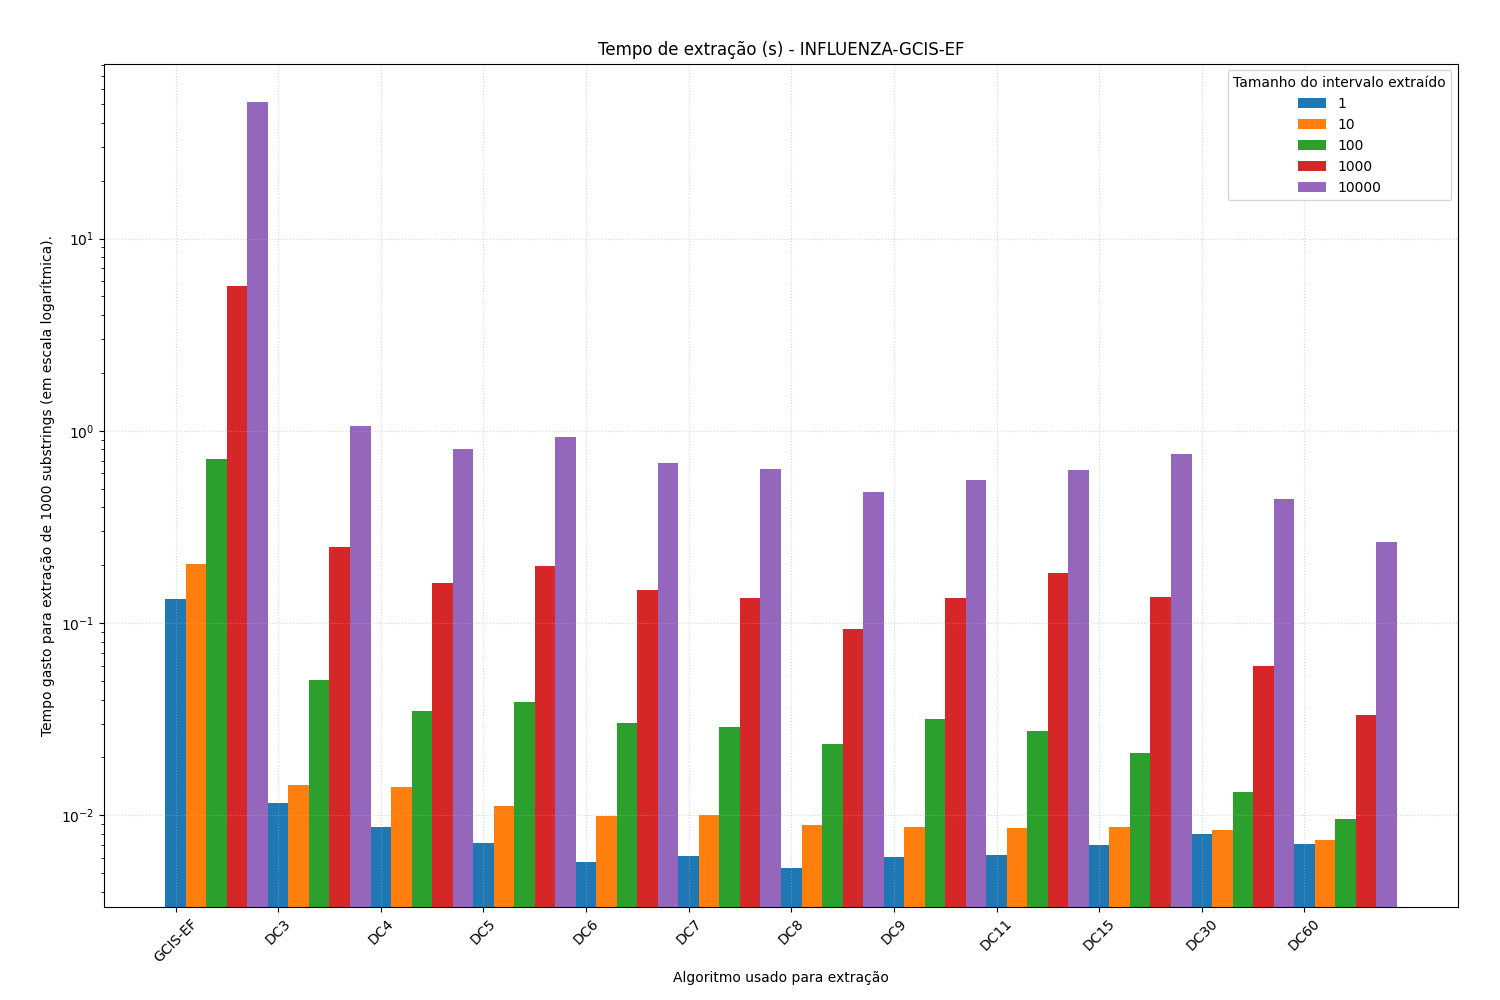 Tempo de extração (s) - INFLUENZA-GCIS-EF
Tamanho do intervalo extraído
1
10
100
1000
10000
Tempo gasto para extração de 1000 substrings (em escala logarítmica).
10¹
10⁰
10⁻¹
10⁻²
GCIS-EF
DC3
DC4
DC5
DC6
DC7
DC8
DC9
DC11
DC15
DC30
DC60
Algoritmo usado para extração